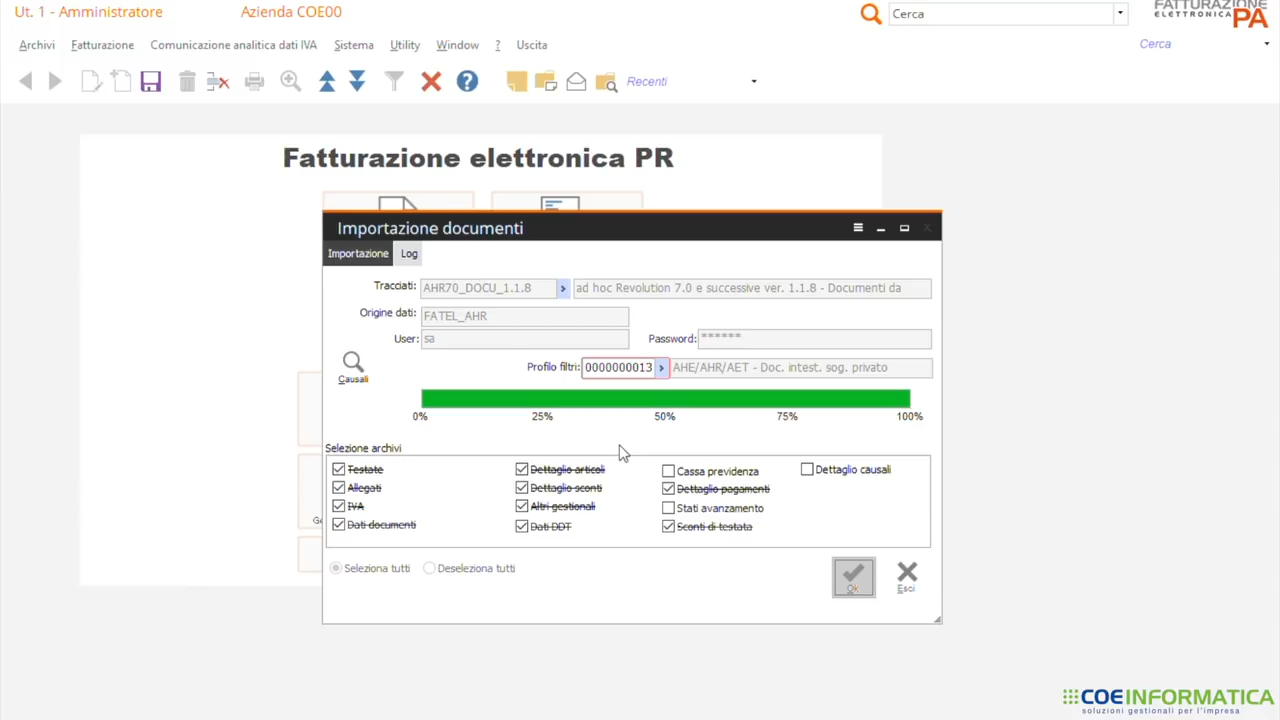 Ut. 1 - Amministratore
Azienda COE00
Cerca
FATTURAZIONE
ELETTRONICA PA
Archivi Fatturazione Comunicazione analitica dati IVA Sistema Utility Window ? Uscita
Cerca
Recenti
Fatturazione elettronica PR
Importazione documenti
Importazione Log
Tracciati: AHR70_DOCU_1.1.8 ad hoc Revolution 7.0 e successive ver. 1.1.8 - Documenti da
Origine dati: FATEL_AHR
User: sa Password: ******
Causali
Profilo filtri: 0000000013 AHE/AHR/AET - Doc. intest. sog. privato
0% 25% 50% 75% 100%
Selezione archivi
Testate Dettaglio articoli Cassa previdenza Dettaglio causali
Allegati Dettaglio sconti Dettaglio pagamenti
IVA Altri gestionali Stati avanzamento
Dati documenti Dati DDT Sconti di testata
Seleziona tutti Deseleziona tutti
Ok Esci
COEINFORMATICA
soluzioni gestionali per l'impresa